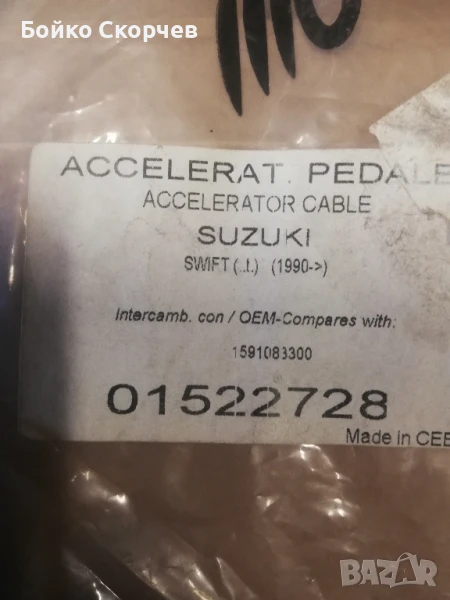 Бойко Скорчев
ACCELERAT. PEDALE
ACCELERATOR CABLE
SUZUKI
SWIFT (..t.) (1990->)
Intercamb. con / OEM-Compares with:
1591083300
01522728
Made in CEE
BAZAR